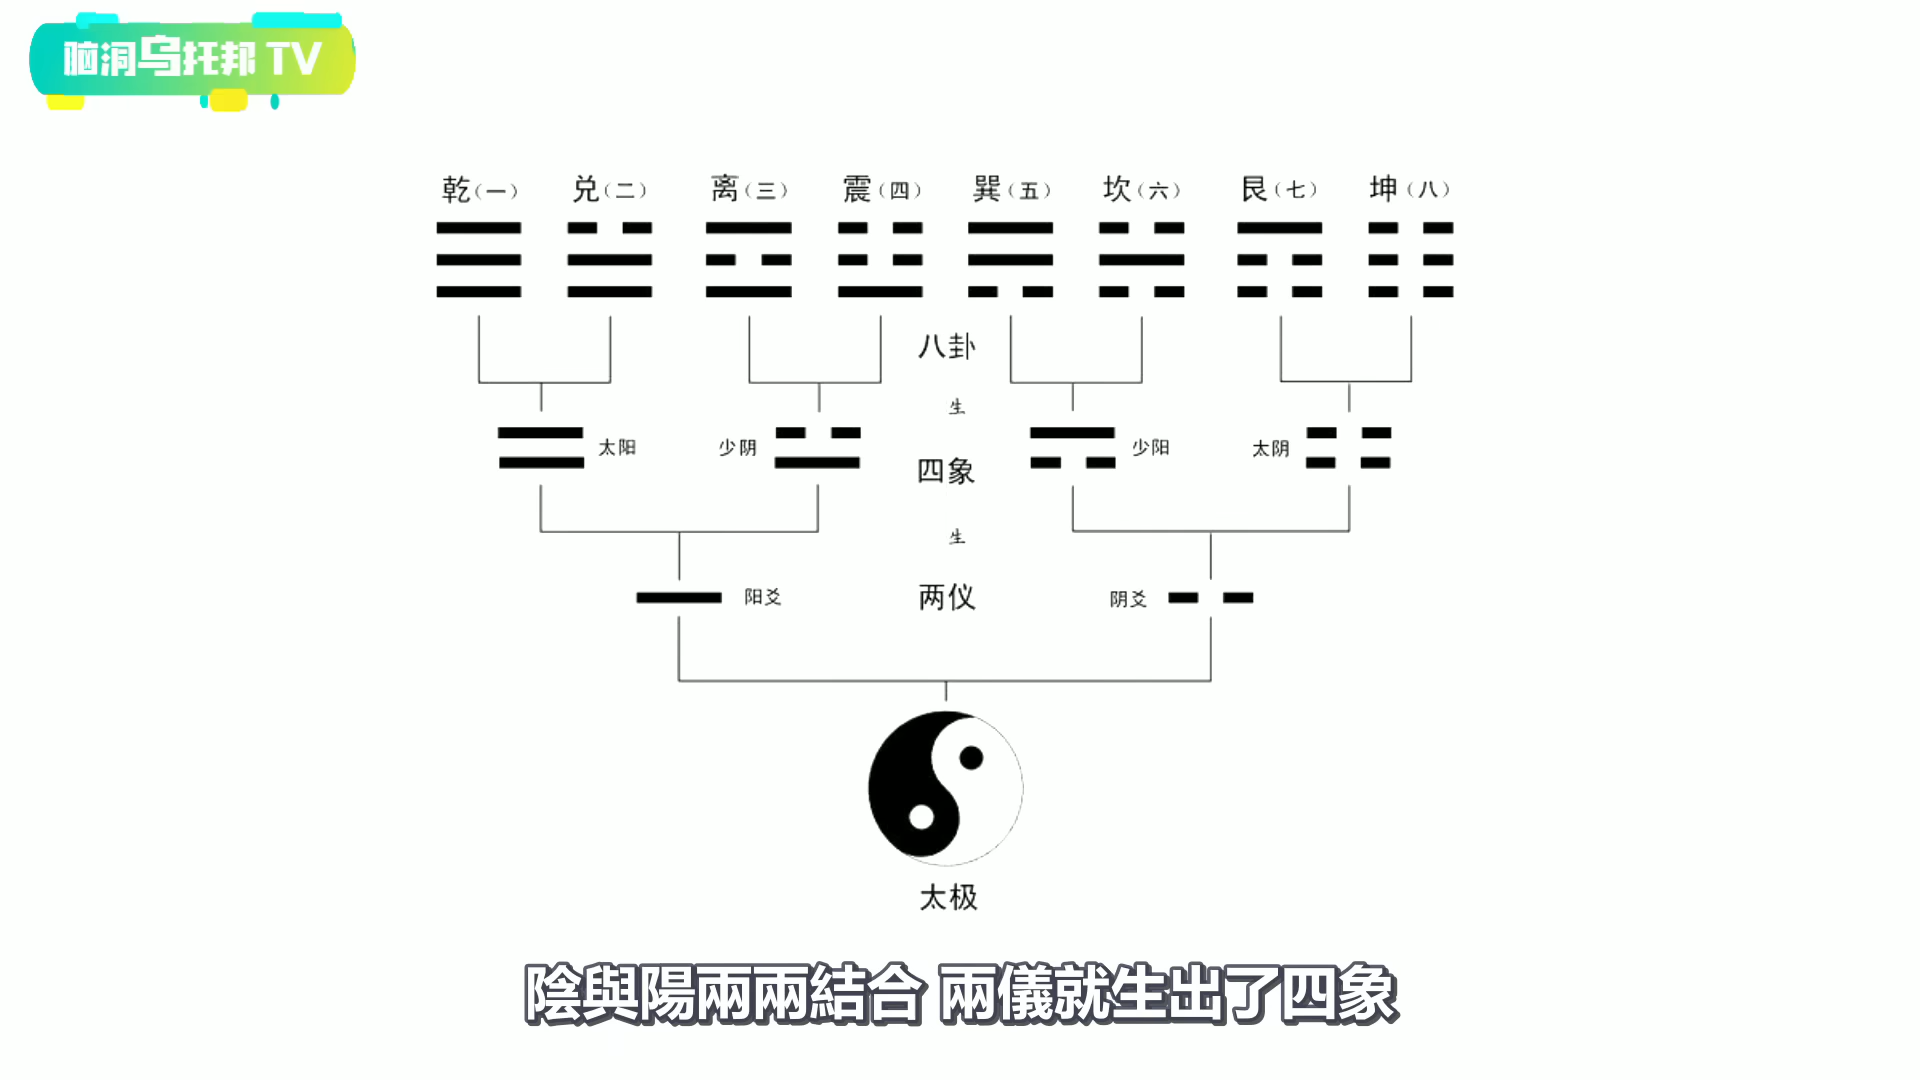 脑洞乌托邦 TV
乾(一) 兑(二) 离(三) 震(四) 巽(五) 坎(六) 艮(七) 坤(八)
八卦
生
太阳 少阴 四象 少阳 太阴
生
阳爻 两仪 阴爻
太极
陰與陽兩兩結合 兩儀就生出了四象